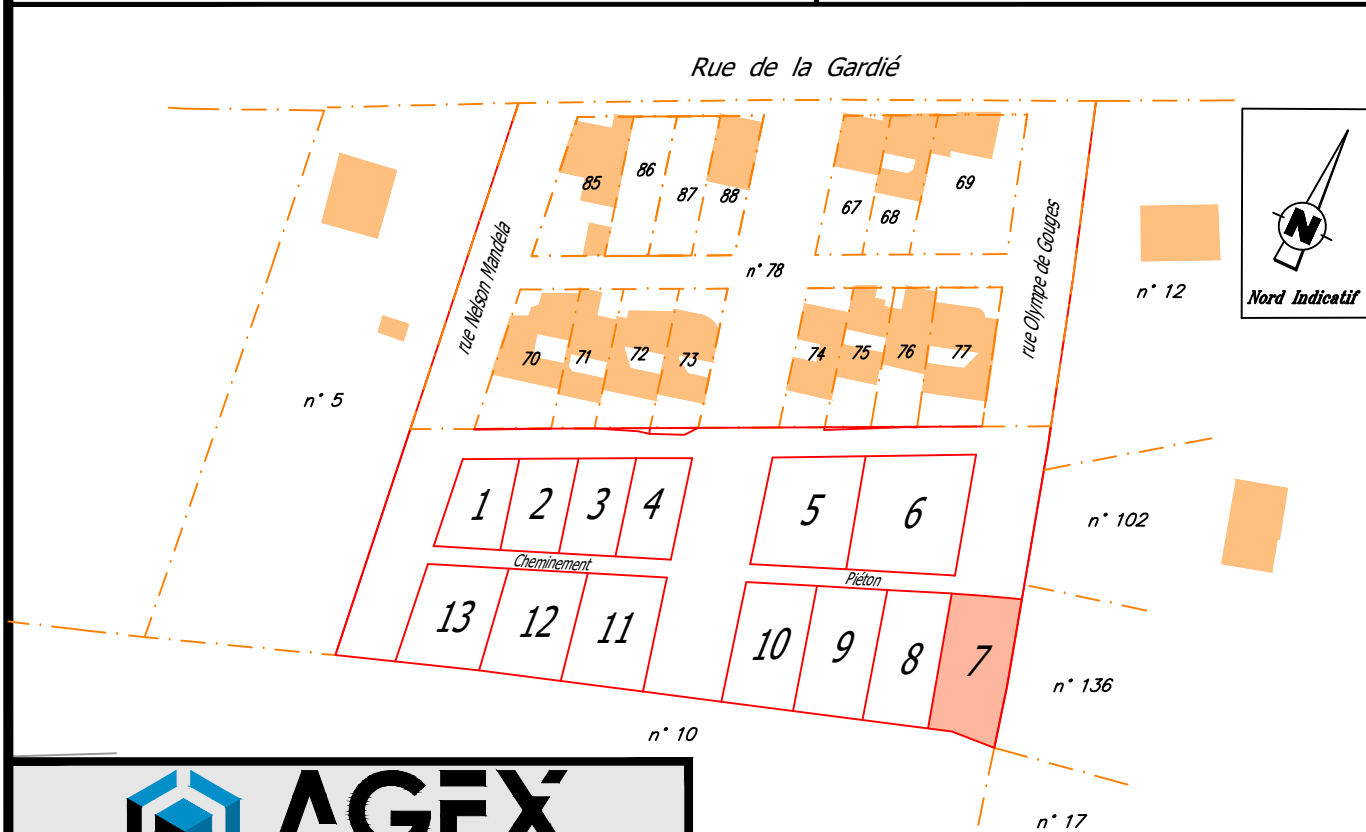 Rue de la Gardié
85
86
87
88
67
68
69
rue Nelson Mandela
n° 78
rue Olympe de Gouges
n° 12
N
Nord Indicatif
70
71
72
73
74
75
76
77
n° 5
1
2
3
4
5
6
n° 102
Cheminement
Piéton
13
12
11
10
9
8
7
n° 136
n° 10
n° 17
AGEX